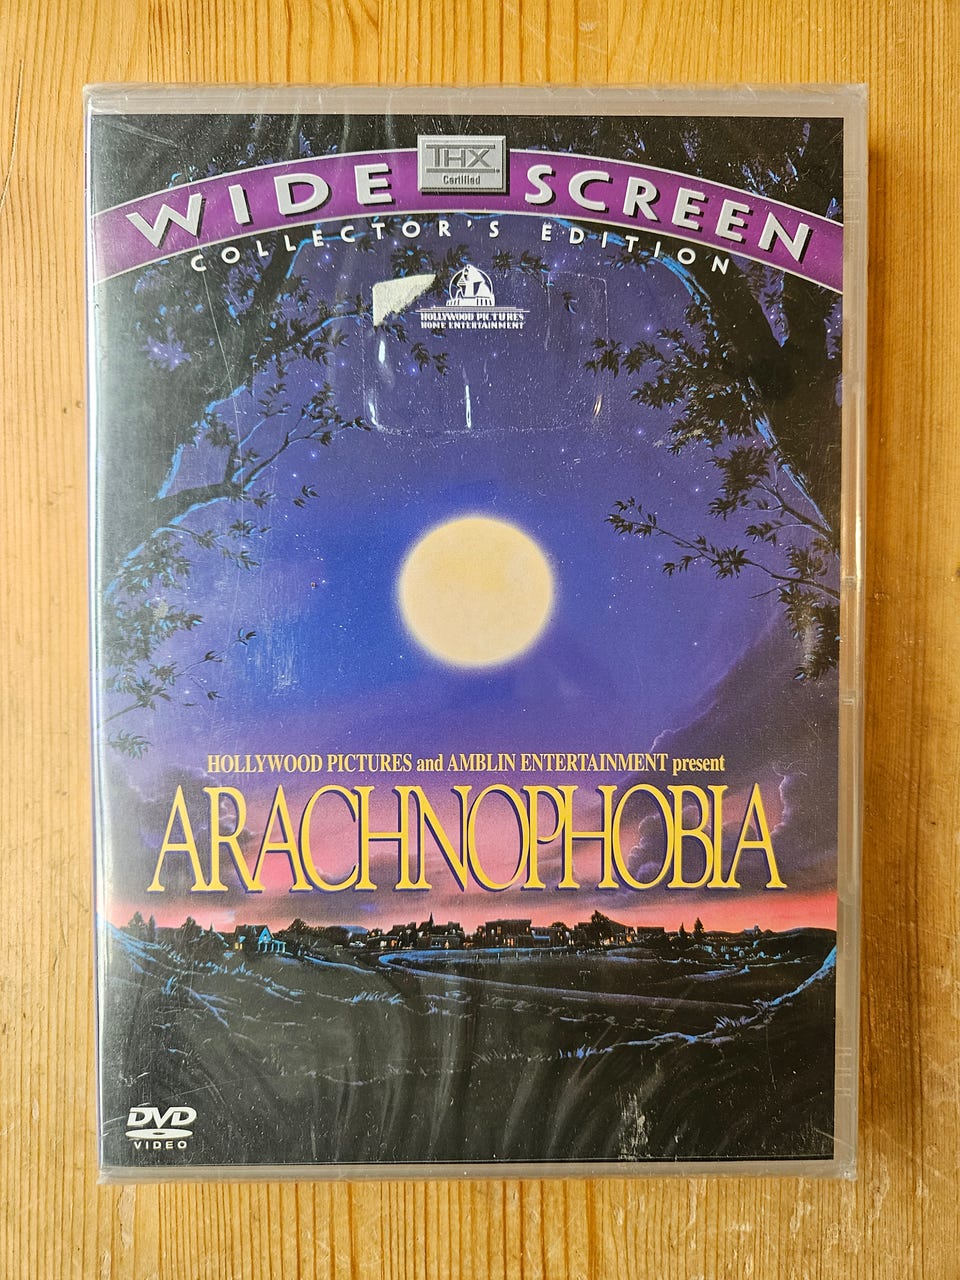 THX
Certified
WIDE SCREEN
COLLECTOR'S EDITION
HOLLYWOOD PICTURES
HOME ENTERTAINMENT
HOLLYWOOD PICTURES and AMBLIN ENTERTAINMENT present
ARACHNOPHOBIA
DVD
VIDEO